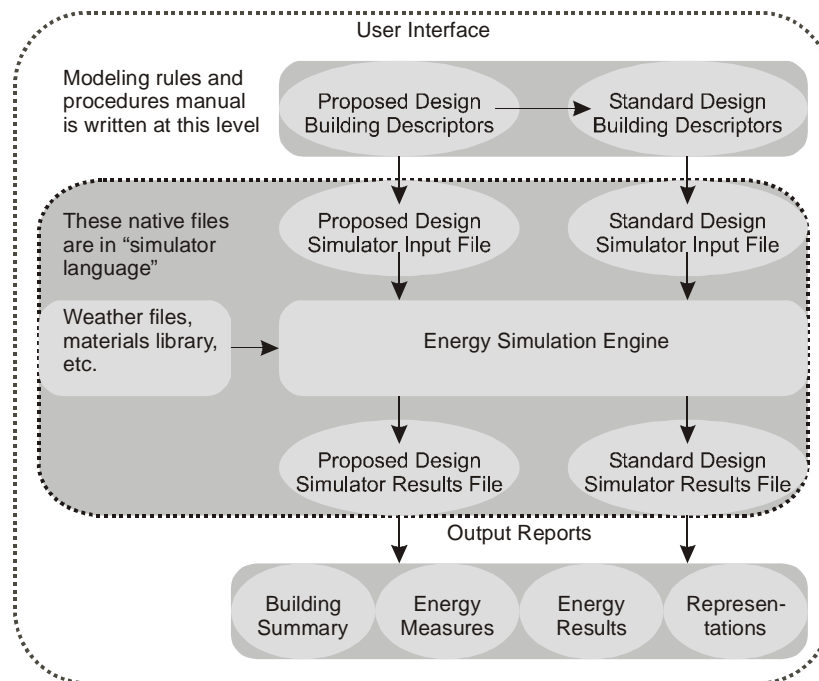 User Interface
Modeling rules and
procedures manual
is written at this level
Proposed Design
Building Descriptors
Standard Design
Building Descriptors
These native files
are in “simulator
language”
Proposed Design
Simulator Input File
Standard Design
Simulator Input File
Weather files,
materials library,
etc.
Energy Simulation Engine
Proposed Design
Simulator Results File
Standard Design
Simulator Results File
Output Reports
Building
Summary
Energy
Measures
Energy
Results
Represen-
tations